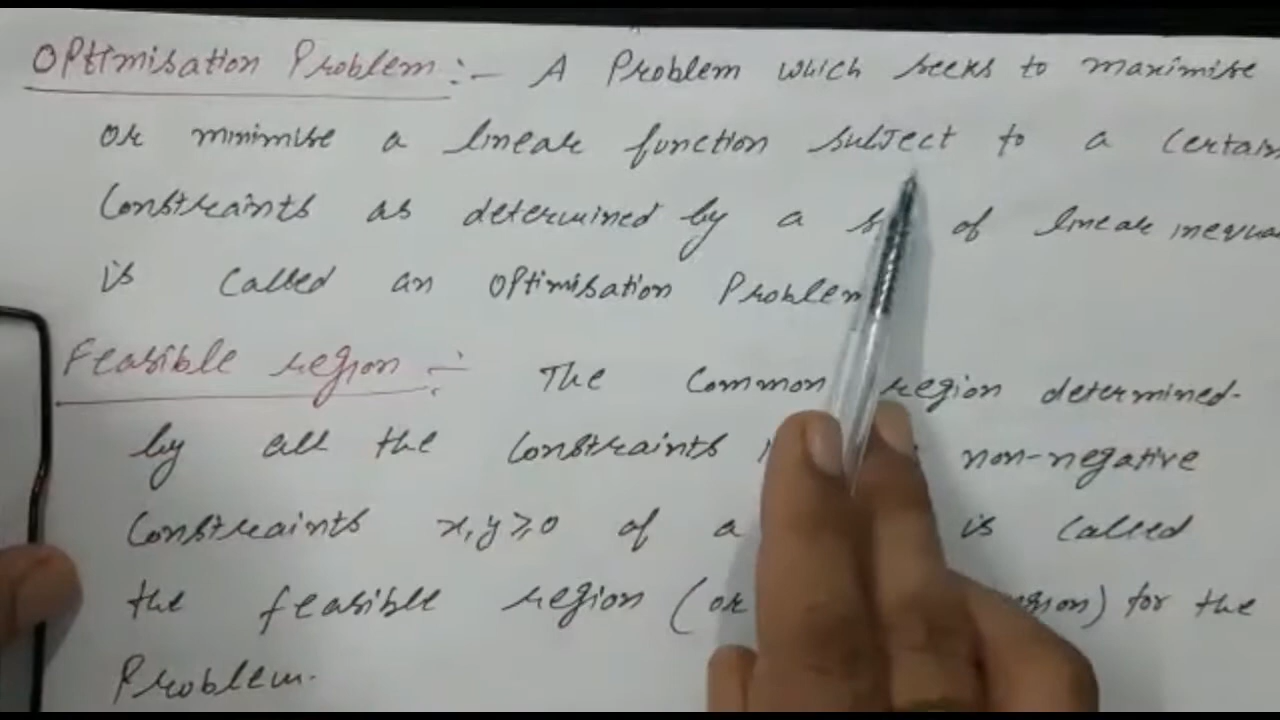 Optimisation Problem :- A Problem which seeks to maximise
or minimise a linear function subject to a certain
Constraints as determined by a of linear
is called an Optimisation Problem
Feasible region :- The Common region determined-
by all the Constraints non-negative
Constraints x, y ≥ 0 of a is called
the feasible region (or ) for the
Problem.